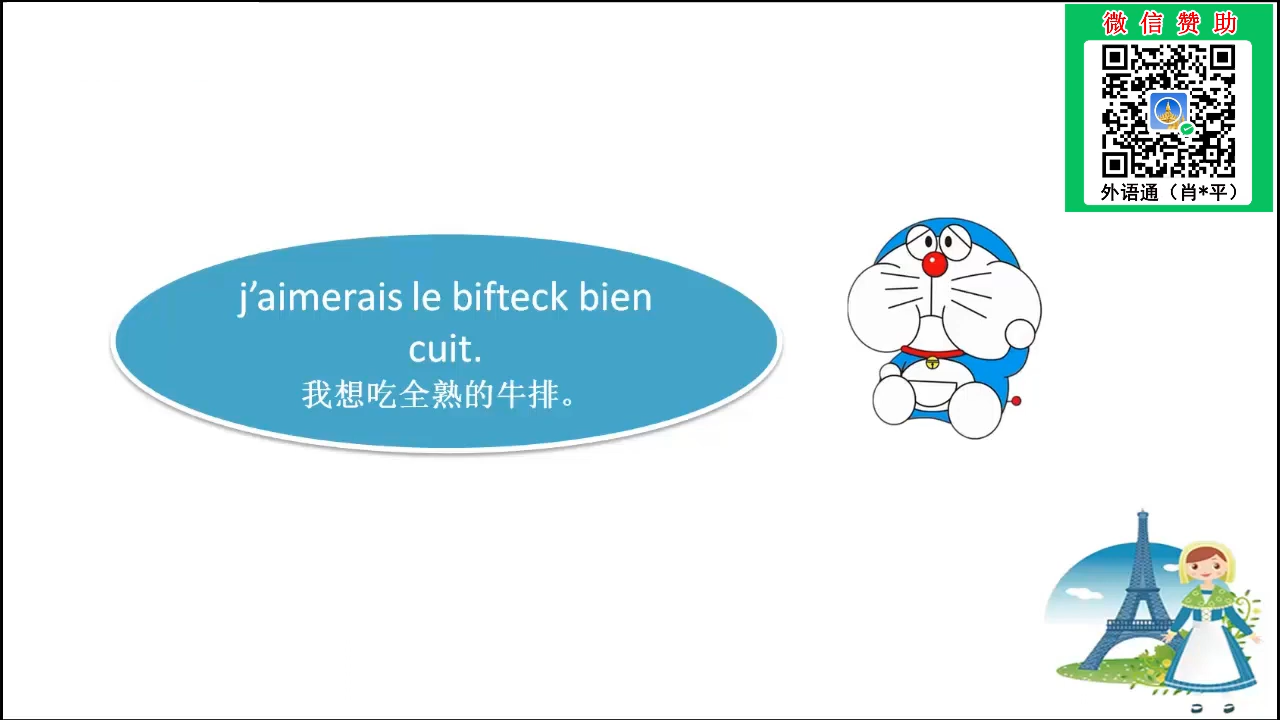 微信赞助
外语通（肖*平）
j’aimerais le bifteck bien
cuit.
我想吃全熟的牛排。